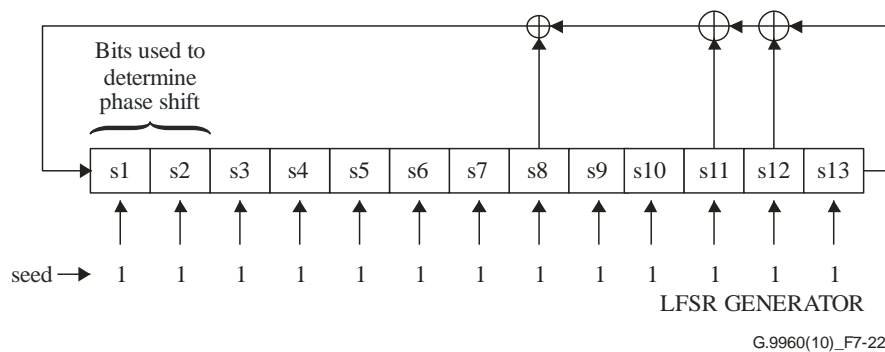 Bits used to
determine
phase shift
s1 s2 s3 s4 s5 s6 s7 s8 s9 s10 s11 s12 s13
seed 1 1 1 1 1 1 1 1 1 1 1 1 1
LFSR GENERATOR
G.9960(10)_F7-22